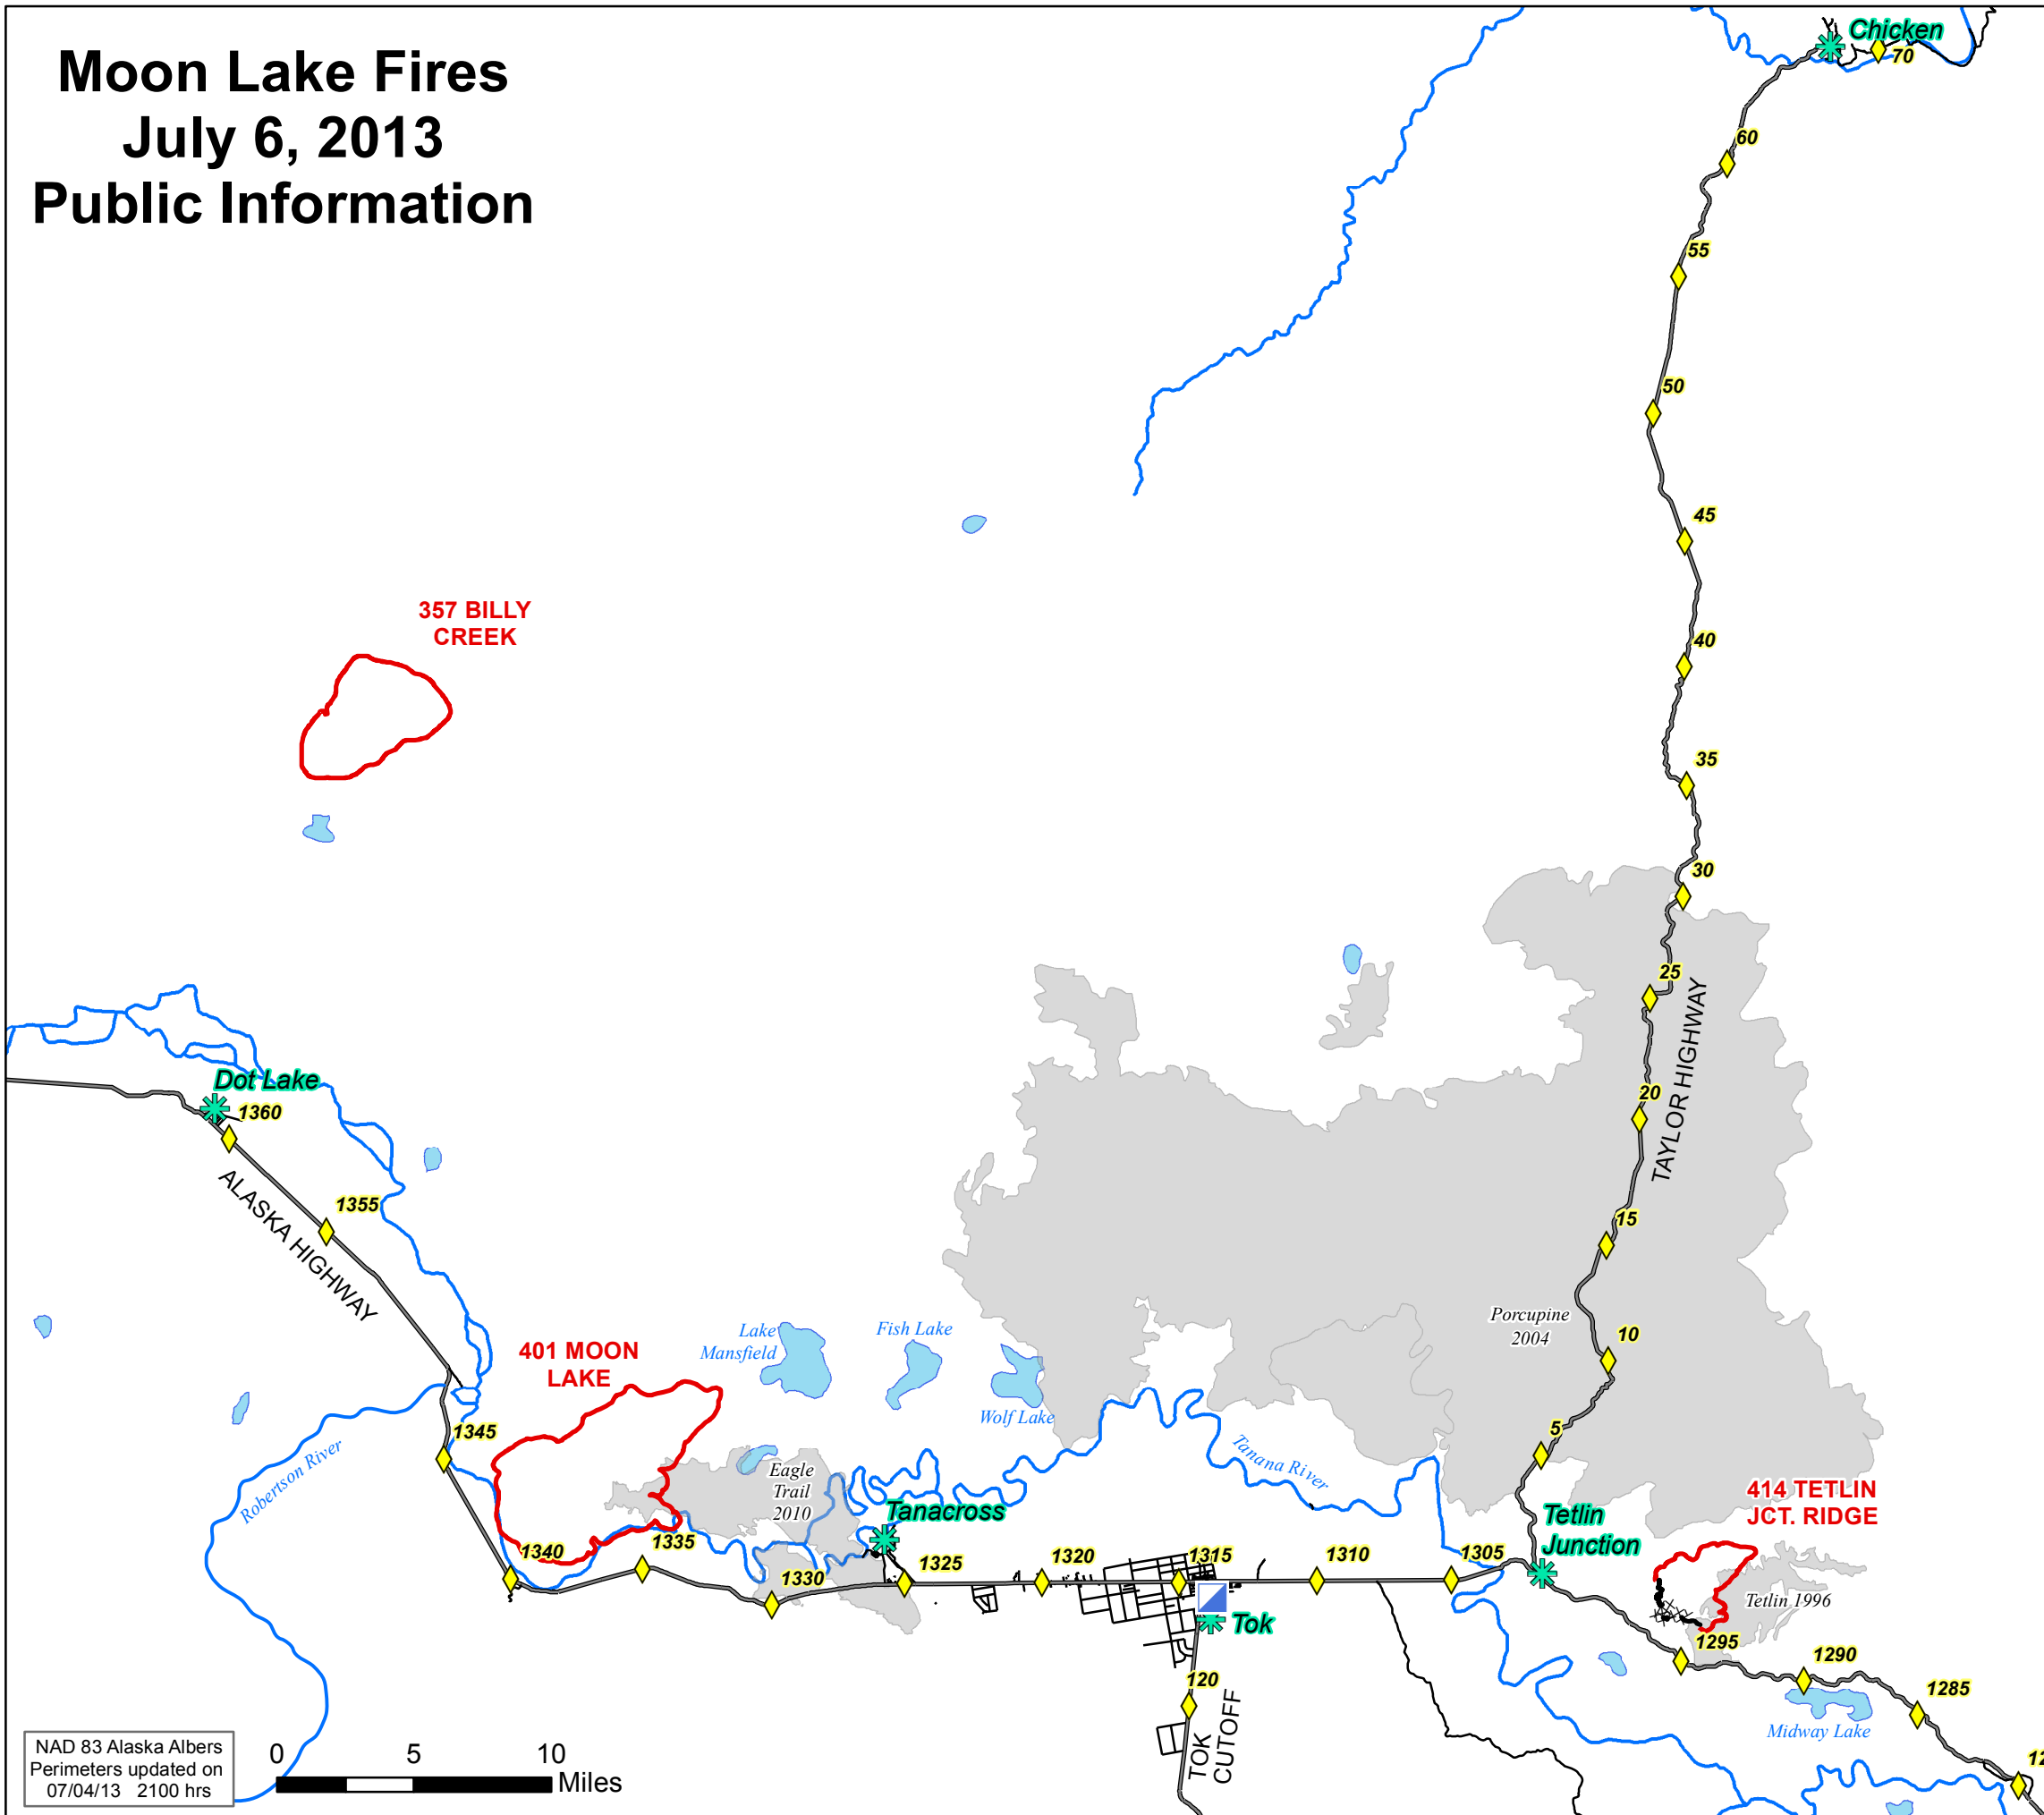 Moon Lake Fires
July 6, 2013
Public Information
Chicken
70
60
55
50
45
357 BILLY
CREEK
40
35
30
25
TAYLOR HIGHWAY
Dot Lake
1360
20
1355
ALASKA HIGHWAY
15
Porcupine
2004
10
Lake
Mansfield
Fish Lake
401 MOON
LAKE
Wolf Lake
1345
5
Robertson River
Tanana River
Eagle
Trail
2010
414 TETLIN
JCT. RIDGE
Tanacross
Tetlin
Junction
1340
1335
1330
1325
1320
1315
1310
1305
Tetlin 1996
Tok
1295
1290
1285
120
TOK
CUTOFF
Midway Lake
12
NAD 83 Alaska Albers
Perimeters updated on
07/04/13 2100 hrs
0 5 10
Miles